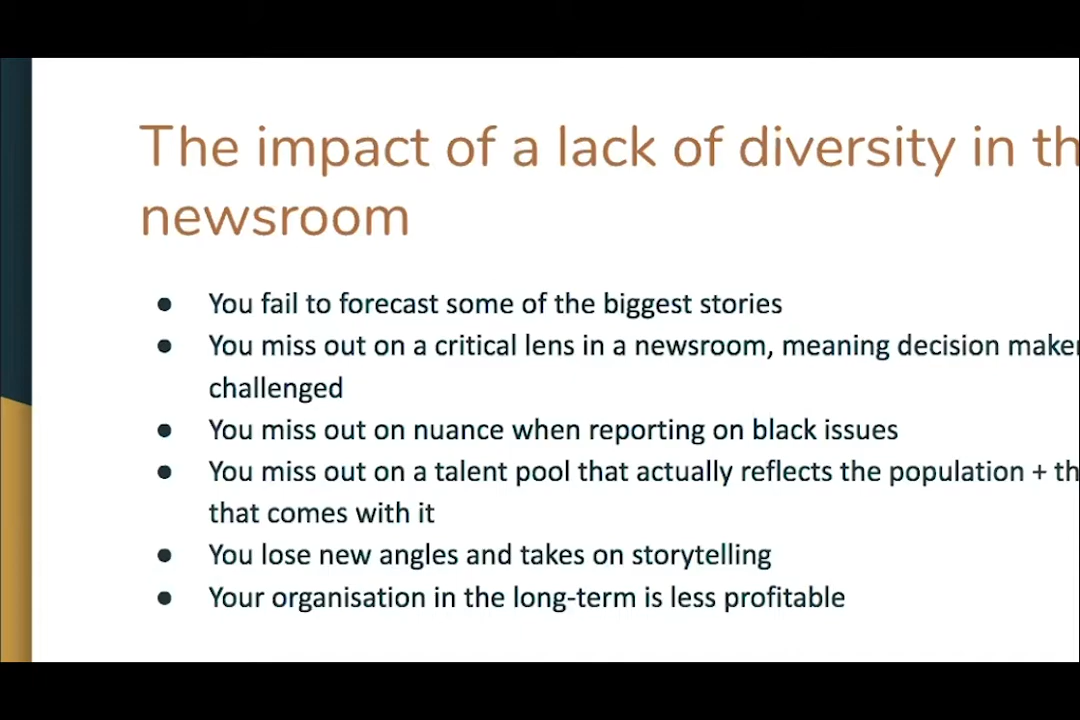 The impact of a lack of diversity in
newsroom
● You fail to forecast some of the biggest stories
● You miss out on a critical lens in a newsroom, meaning decision
challenged
● You miss out on nuance when reporting on black issues
● You miss out on a talent pool that actually reflects the population +
that comes with it
● You lose new angles and takes on storytelling
● Your organisation in the long-term is less profitable